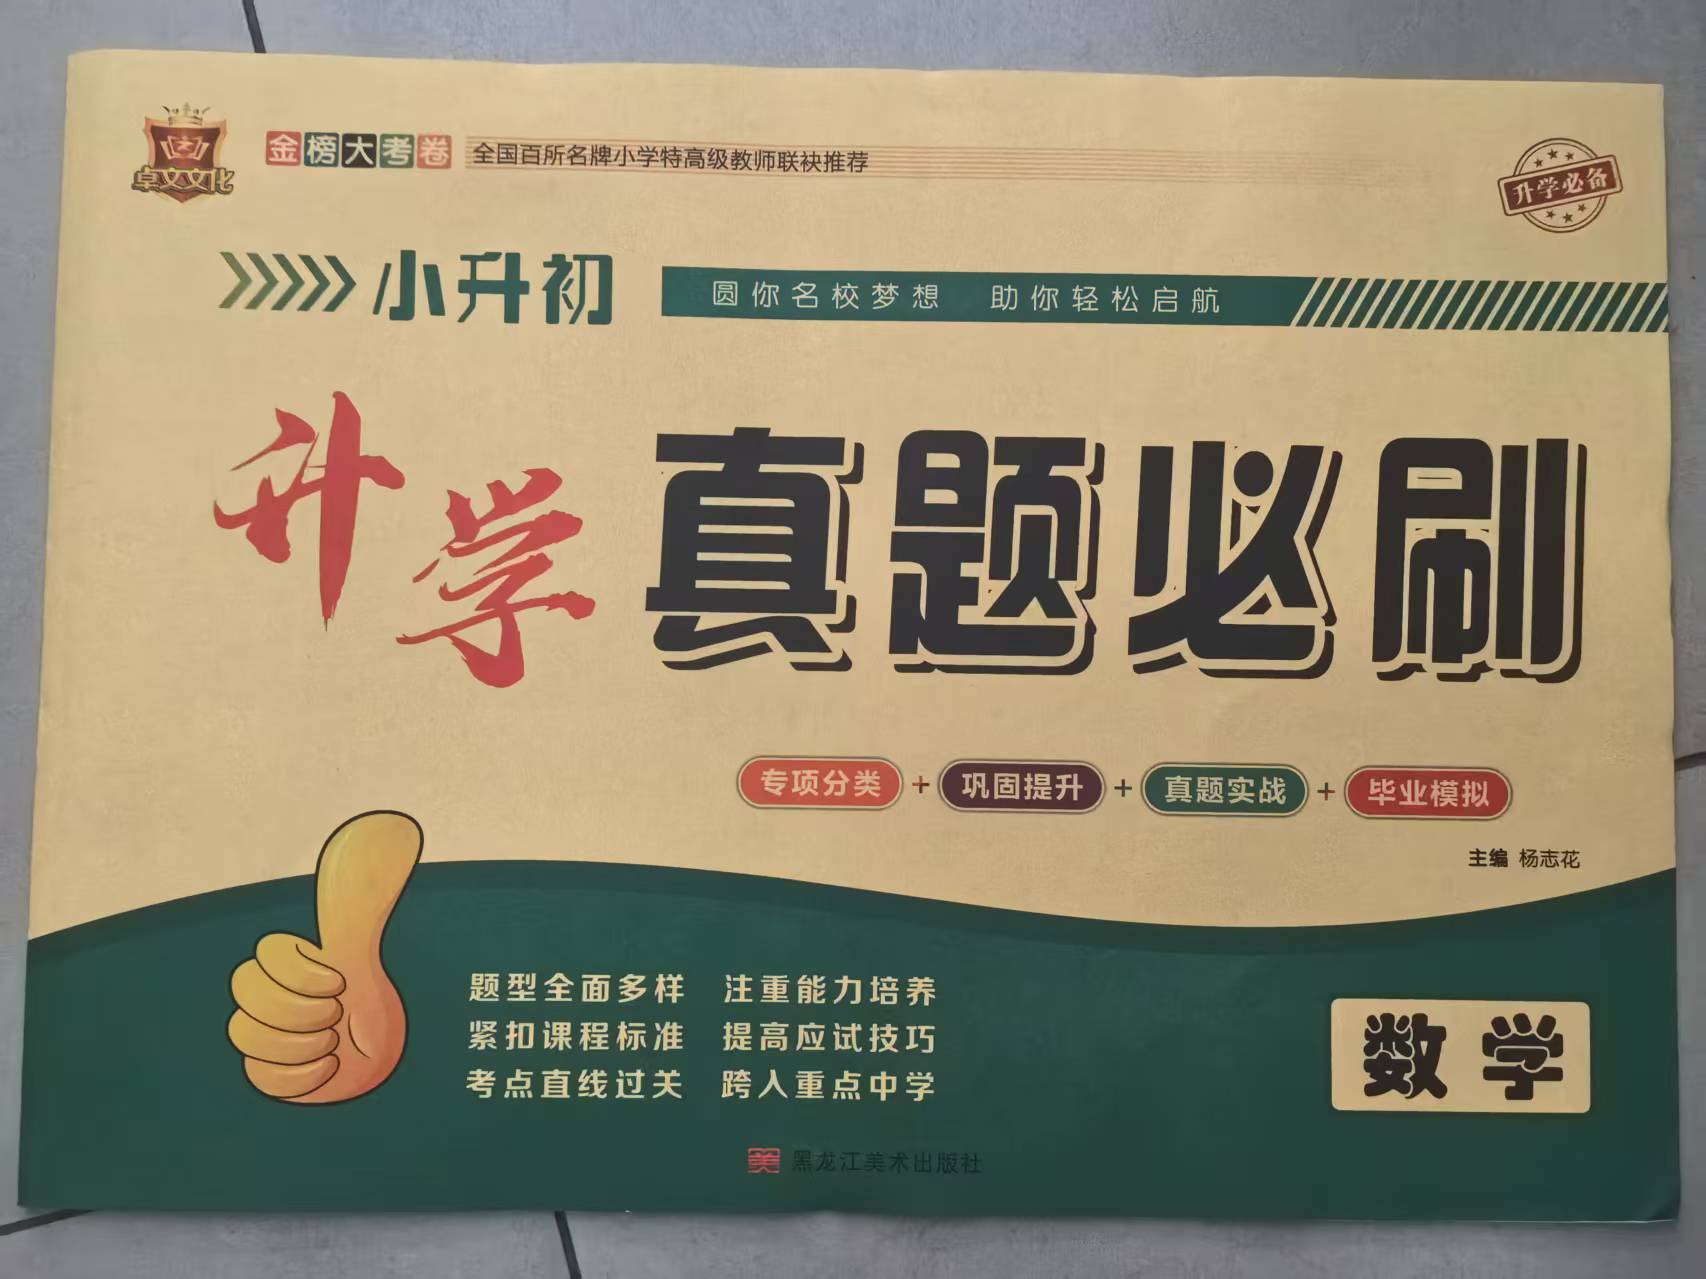 卓文文化
金榜大考卷 全国百所名牌小学特高级教师联袂推荐
升学必备
小升初 圆你名校梦想 助你轻松启航
升学 真题必刷
专项分类+巩固提升+真题实战+毕业模拟
主编 杨志花
题型全面多样 注重能力培养
紧扣课程标准 提高应试技巧
考点直线过关 跨入重点中学
数学
美 黑龙江美术出版社